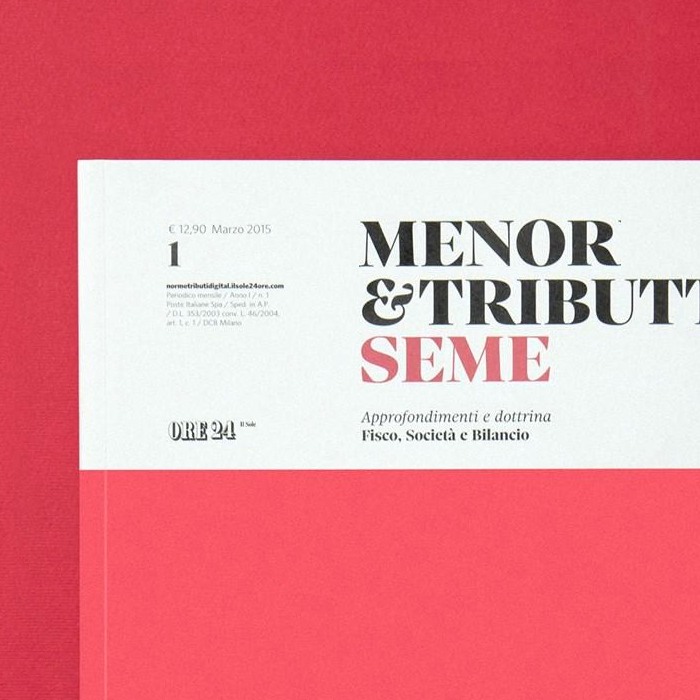 € 12,90 Marzo 2015
1
normetributidigital.ilsole24ore.com
Periodico mensile / Anno I / n. 1
Poste Italiane Spa / Sped. in A.P.
/ D.L. 353/2003 conv. L. 46/2004,
art. 1, c. 1 / DCB Milano
ORE 24 Il Sole
MENOR
&TRIBUTT
SEME
Approfondimenti e dottrina
Fisco, Società e Bilancio